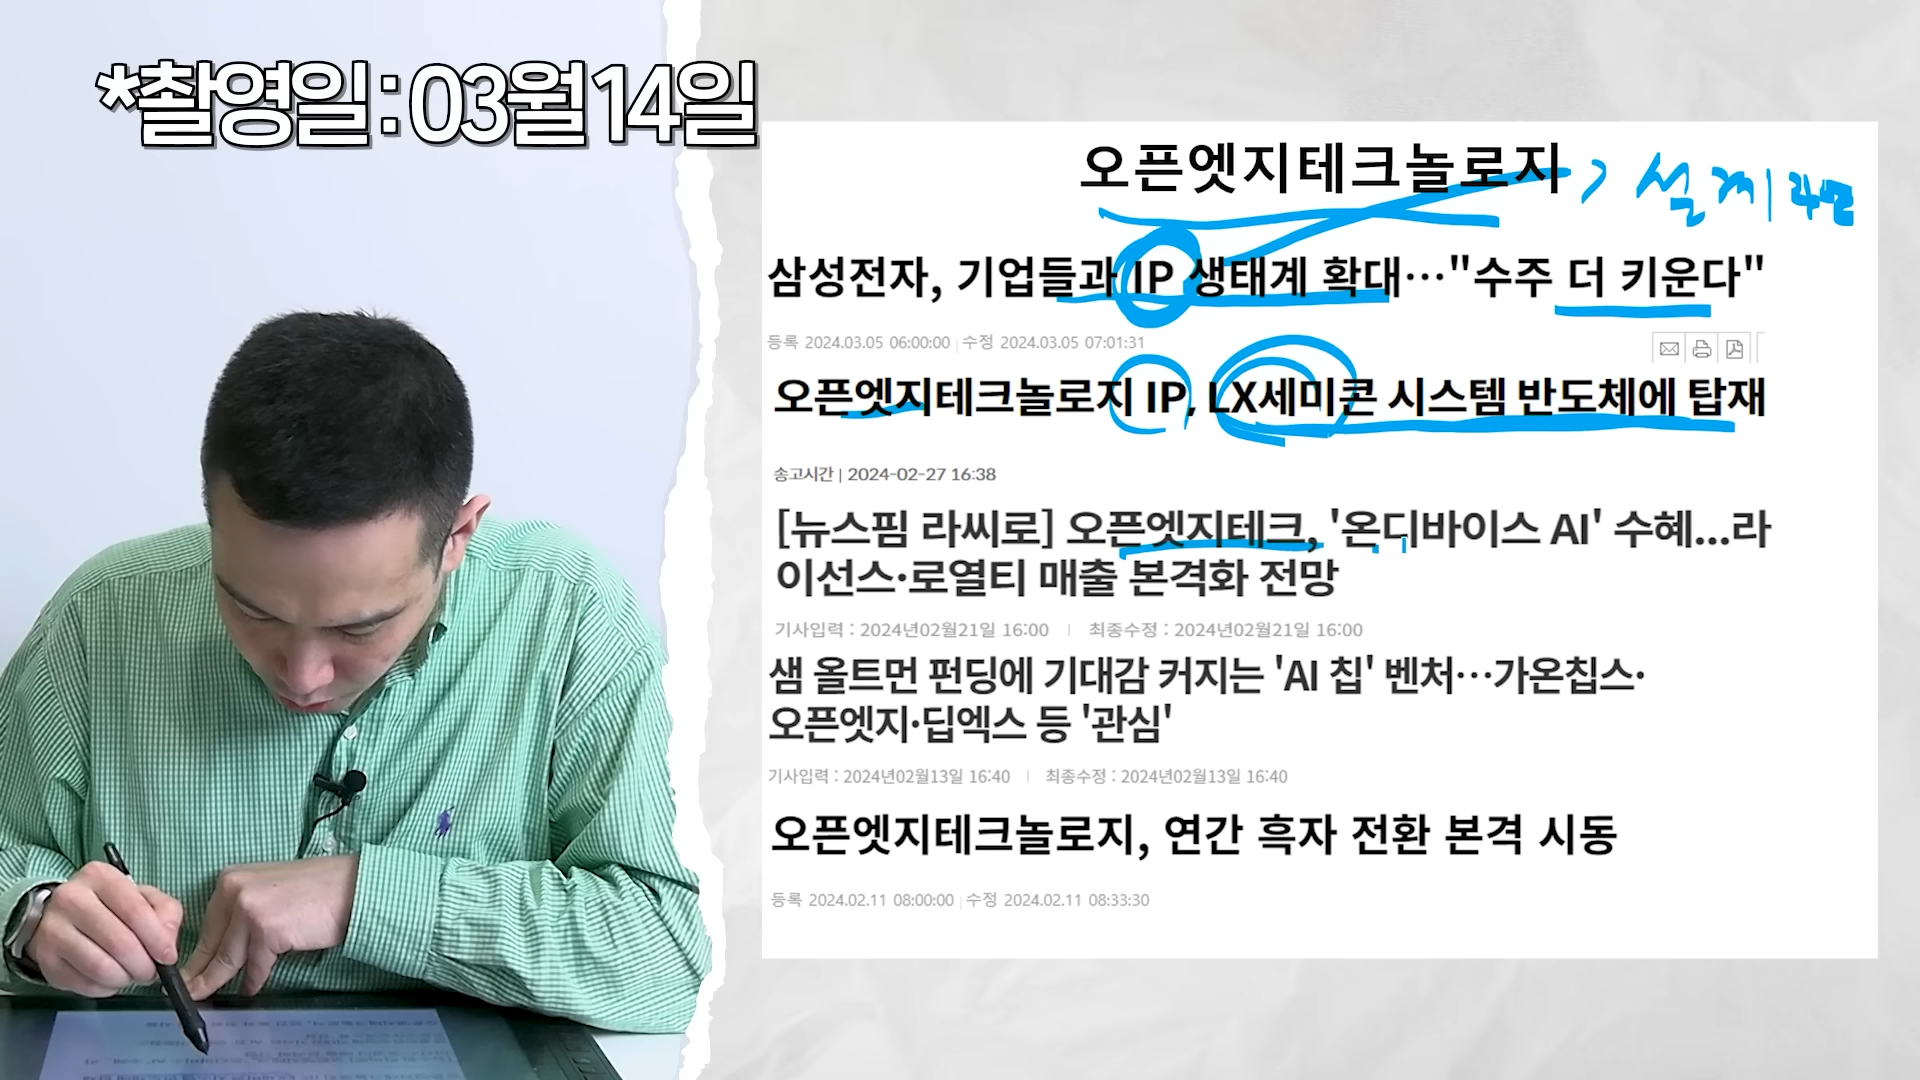 *촬영일 : 03월 14일
오픈엣지테크놀로지 > 설계
삼성전자, 기업들과 IP 생태계 확대…"수주 더 키운다"
등록 2024.03.05 06:00:00 | 수정 2024.03.05 07:01:31
오픈엣지테크놀로지 IP, LX세미콘 시스템 반도체에 탑재
송고시간 | 2024-02-27 16:38
[뉴스핌 라씨로] 오픈엣지테크, '온디바이스 AI' 수혜...라
이선스·로열티 매출 본격화 전망
기사입력 : 2024년02월21일 16:00 | 최종수정 : 2024년02월21일 16:00
샘 올트먼 펀딩에 기대감 커지는 'AI 칩' 벤처…가온칩스·
오픈엣지·딥엑스 등 '관심'
기사입력 : 2024년02월13일 16:40 | 최종수정 : 2024년02월13일 16:40
오픈엣지테크놀로지, 연간 흑자 전환 본격 시동
등록 2024.02.11 08:00:00 | 수정 2024.02.11 08:33:30